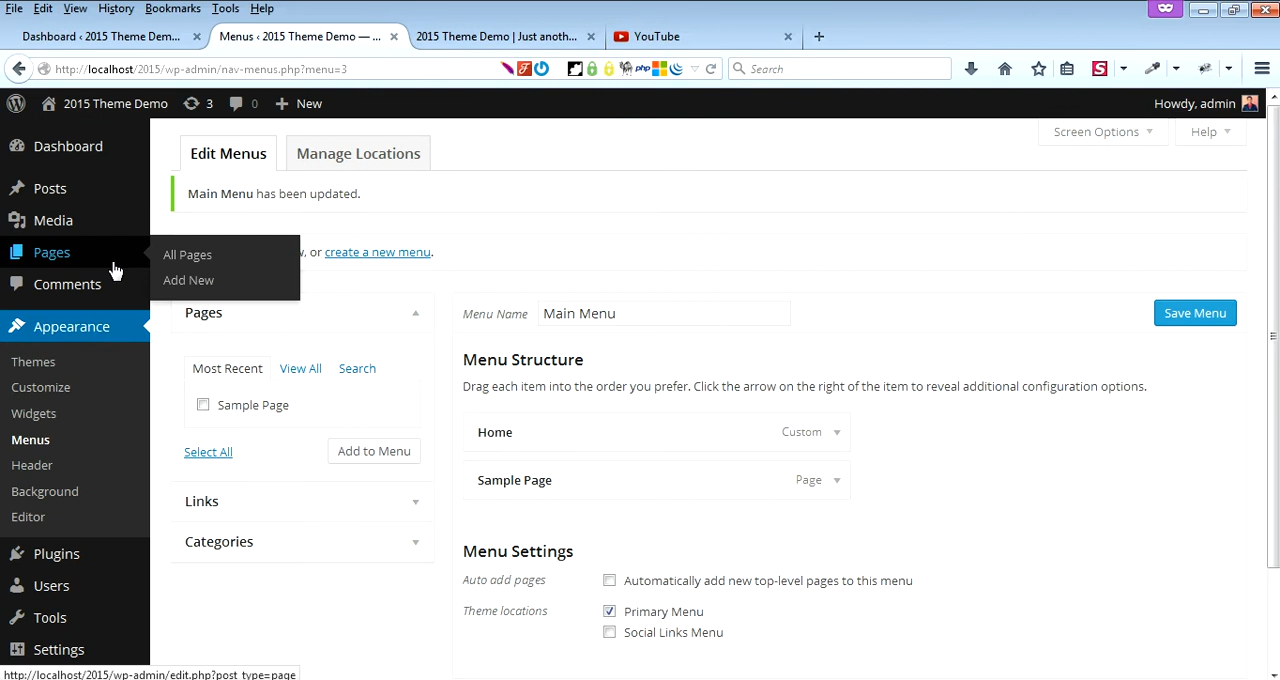 File Edit View History Bookmarks Tools Help
Dashboard ‹ 2015 Theme Dem... Menus ‹ 2015 Theme Demo — ... 2015 Theme Demo | Just anoth... YouTube
http://localhost/2015/wp-admin/nav-menus.php?menu=3 php Search
2015 Theme Demo 3 0 New Howdy, admin
Screen Options Help
Dashboard
Edit Menus Manage Locations
Posts
Main Menu has been updated.
Media
Pages
All Pages
, or create a new menu.
Add New
Comments
Pages
Menu Name Main Menu Save Menu
Appearance
Menu Structure
Themes
Most Recent View All Search
Drag each item into the order you prefer. Click the arrow on the right of the item to reveal additional configuration options.
Customize
Sample Page
Widgets
Home Custom
Menus
Select All Add to Menu
Header
Sample Page Page
Background
Links
Editor
Categories
Menu Settings
Plugins
Auto add pages Automatically add new top-level pages to this menu
Users
Theme locations Primary Menu
Tools
Social Links Menu
Settings
http://localhost/2015/wp-admin/edit.php?post_type=page